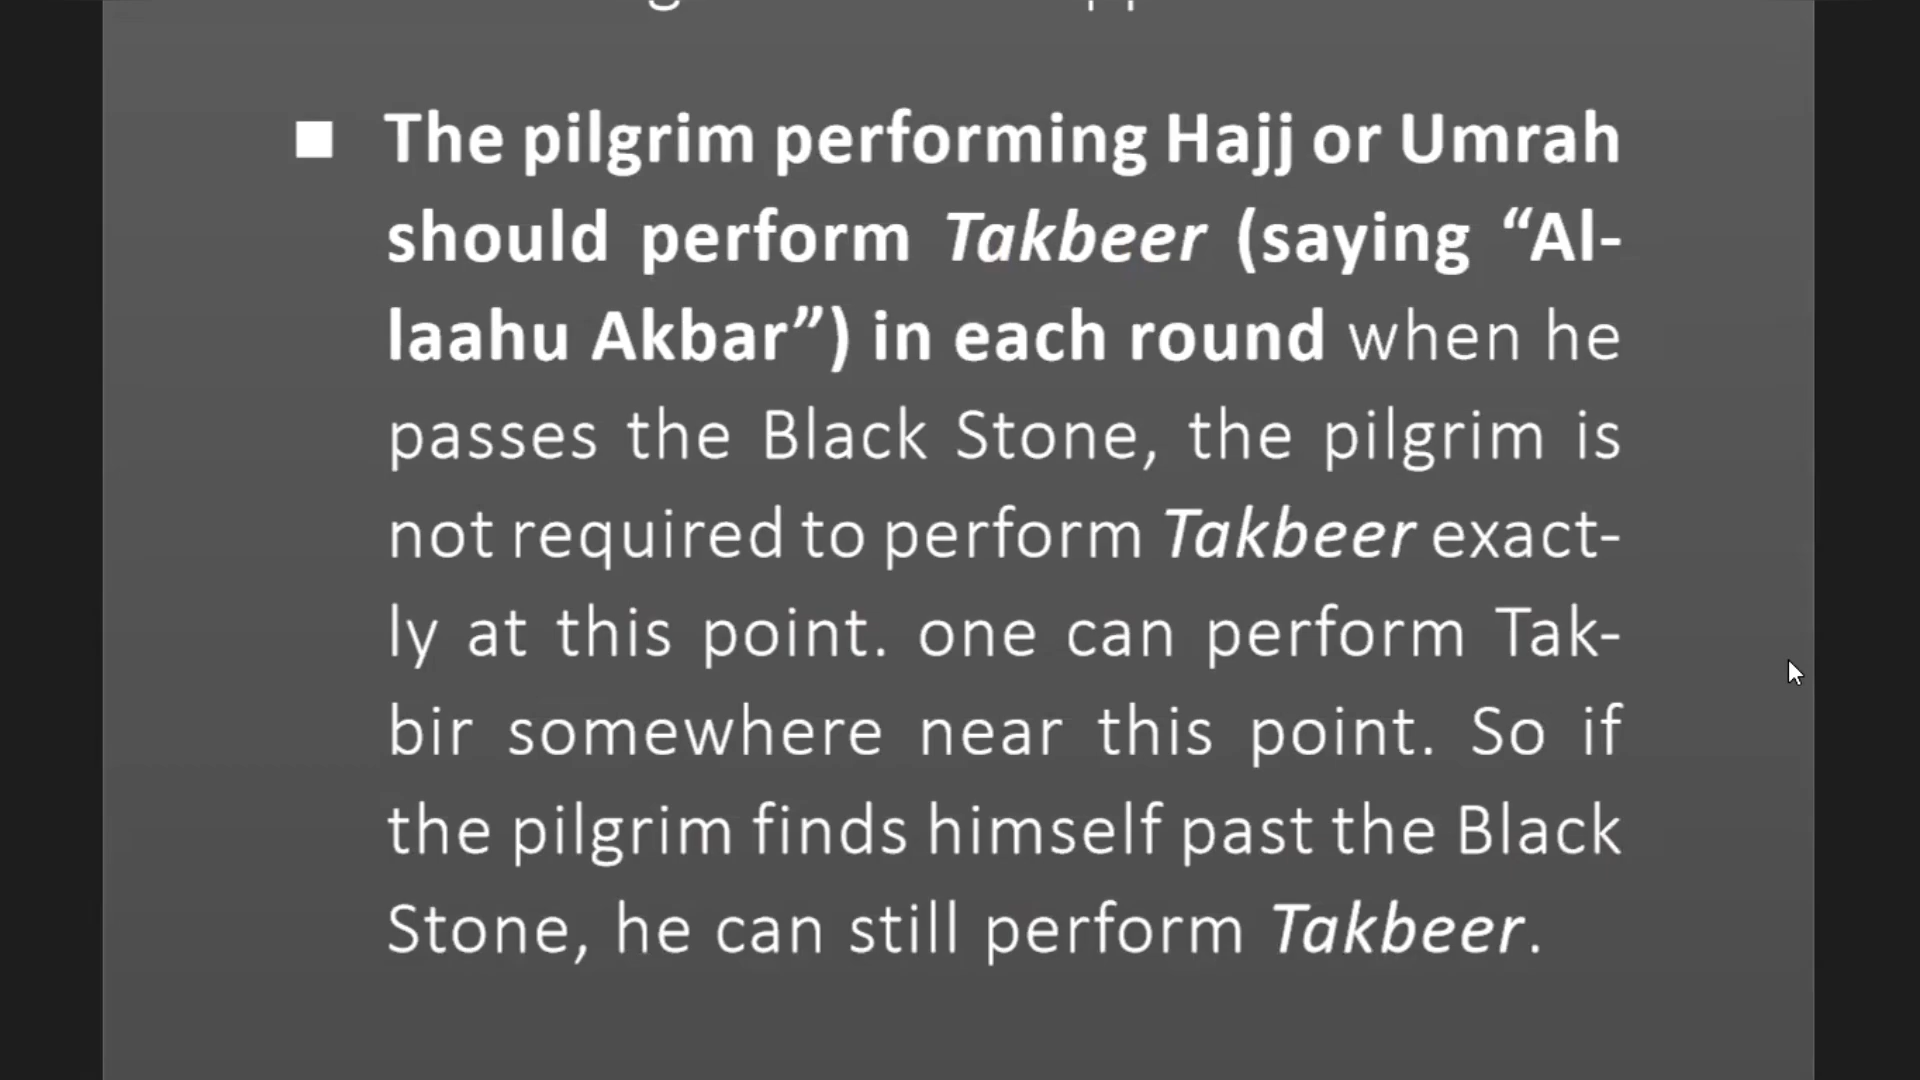 ■ The pilgrim performing Hajj or Umrah
should perform Takbeer (saying “Al-
laahu Akbar”) in each round when he
passes the Black Stone, the pilgrim is
not required to perform Takbeer exact-
ly at this point. one can perform Tak-
bir somewhere near this point. So if
the pilgrim finds himself past the Black
Stone, he can still perform Takbeer.